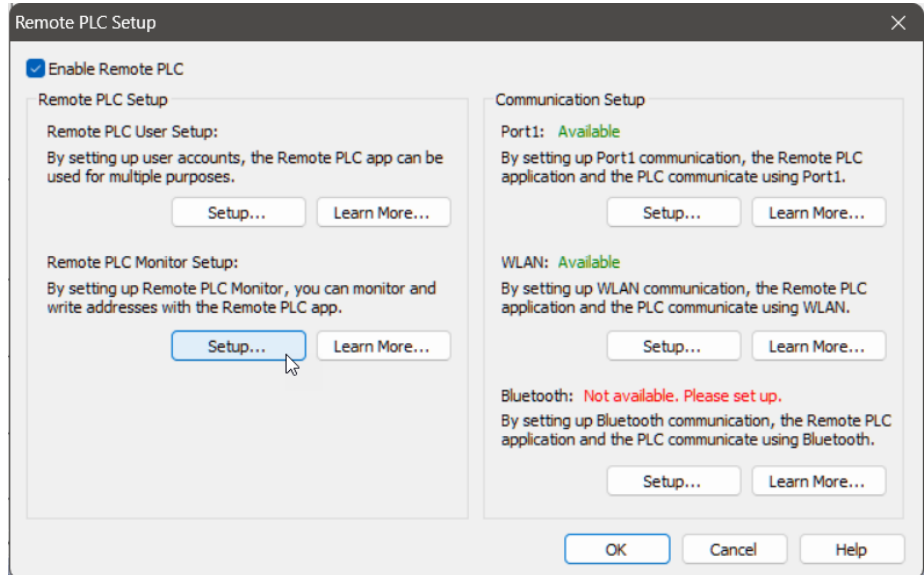 Remote PLC Setup
Enable Remote PLC
Remote PLC Setup
Remote PLC User Setup:
By setting up user accounts, the Remote PLC app can be
used for multiple purposes.
Setup...
Learn More...
Remote PLC Monitor Setup:
By setting up Remote PLC Monitor, you can monitor and
write addresses with the Remote PLC app.
Setup...
Learn More...
Communication Setup
Port1: Available
By setting up Port1 communication, the Remote PLC
application and the PLC communicate using Port1.
Setup...
Learn More...
WLAN: Available
By setting up WLAN communication, the Remote PLC
application and the PLC communicate using WLAN.
Setup...
Learn More...
Bluetooth: Not available. Please set up.
By setting up Bluetooth communication, the Remote PLC
application and the PLC communicate using Bluetooth.
Setup...
Learn More...
OK
Cancel
Help